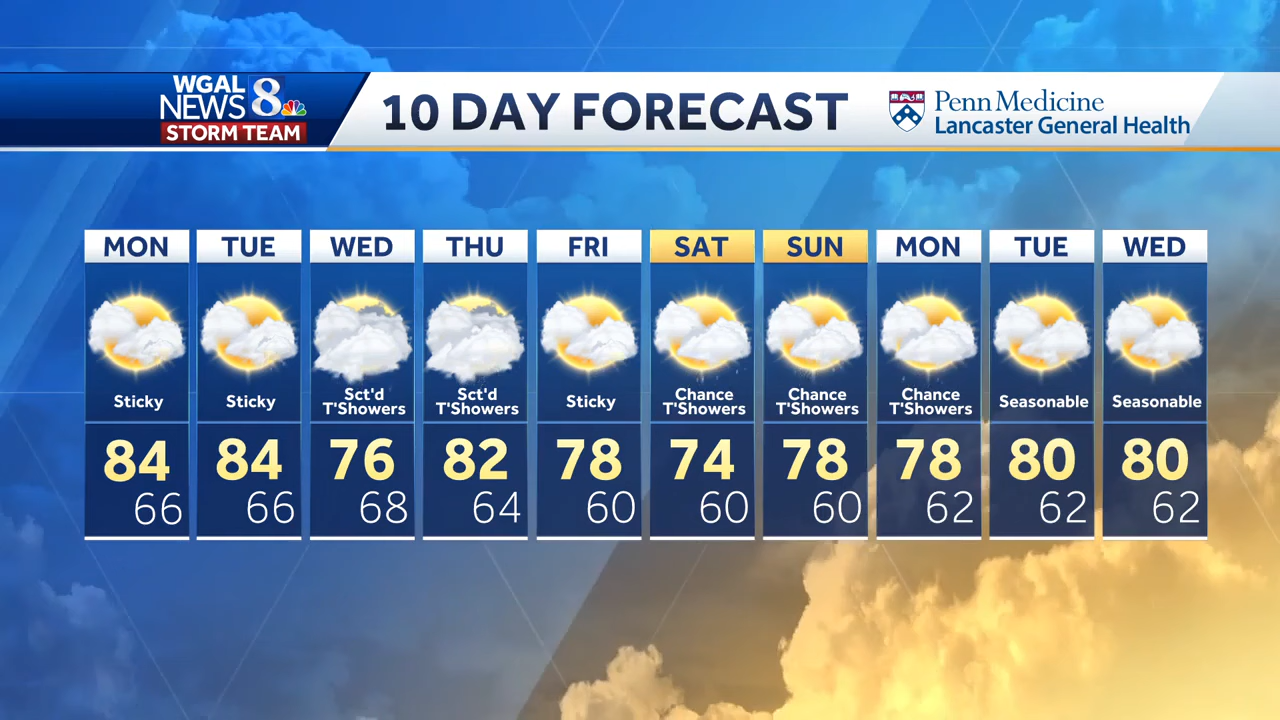 WGAL
NEWS 8
STORM TEAM
10 DAY FORECAST
Penn Medicine
Lancaster General Health
MON TUE WED THU FRI SAT SUN MON TUE WED
Sticky Sticky Sct'd T'Showers Sct'd T'Showers Sticky Chance T'Showers Chance T'Showers Chance T'Showers Seasonable Seasonable
84 84 76 82 78 74 78 78 80 80
66 66 68 64 60 60 60 62 62 62